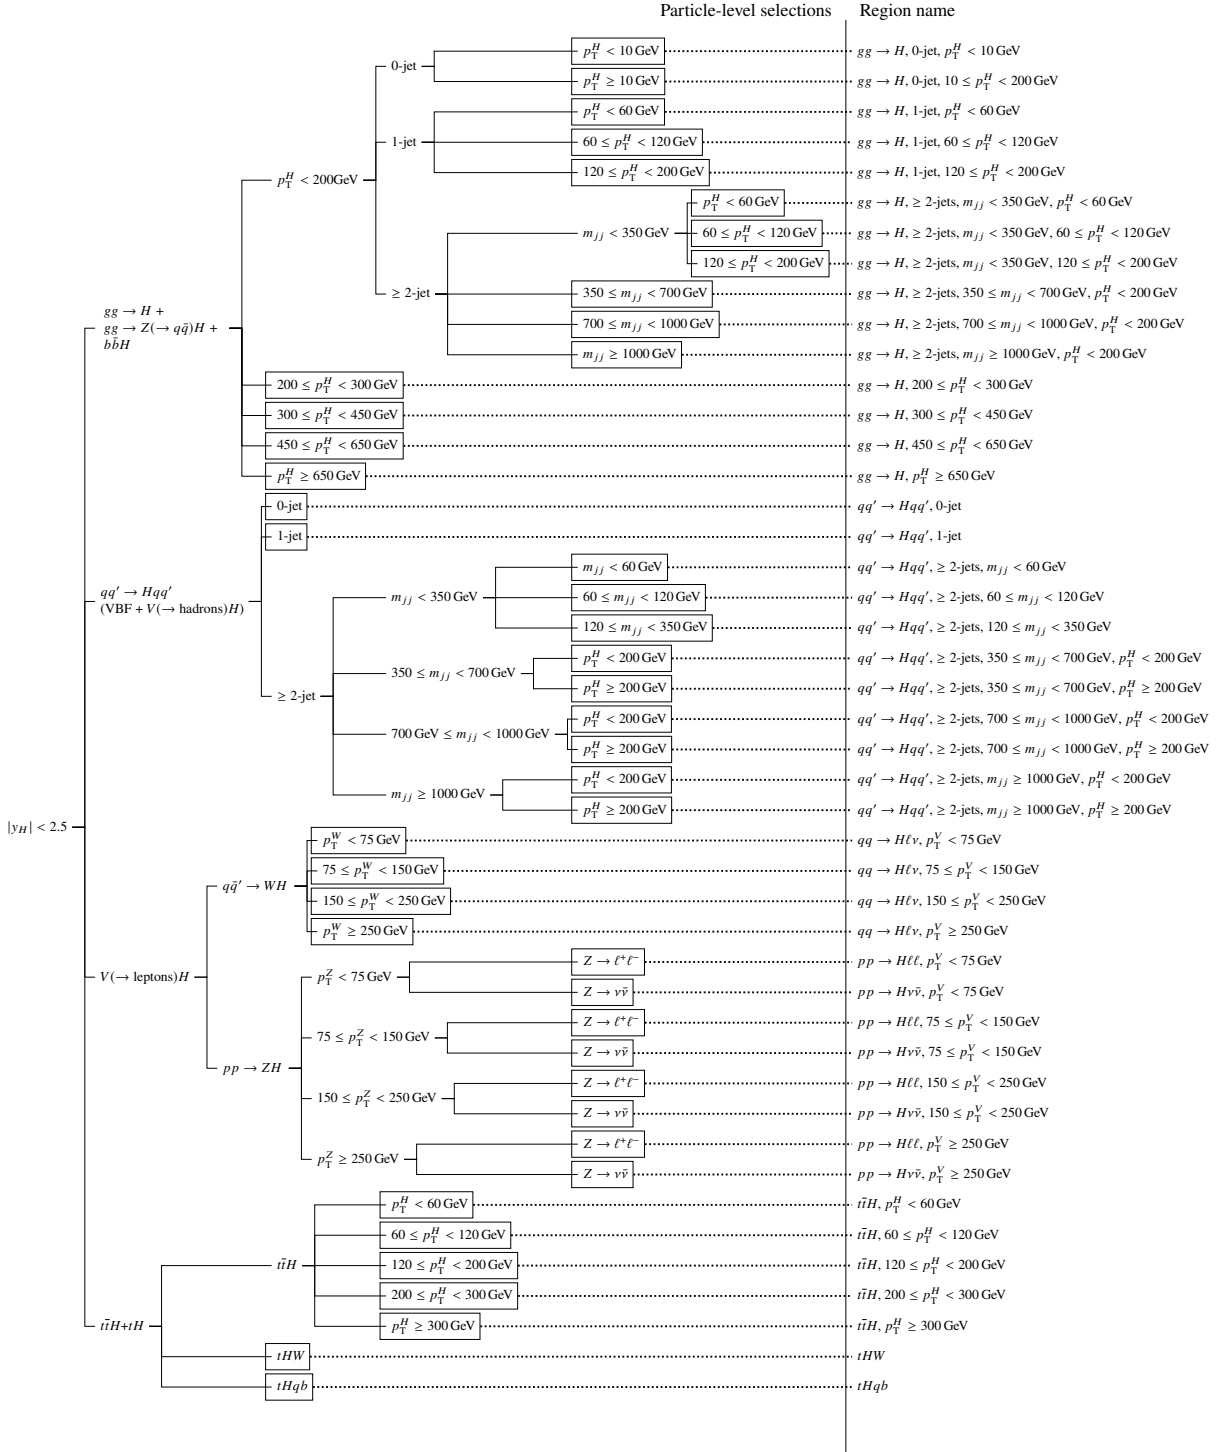 Particle-level selections Region name
0-jet
p_T^H < 10 GeV gg → H, 0-jet, p_T^H < 10 GeV
p_T^H ≥ 10 GeV gg → H, 0-jet, 10 ≤ p_T^H < 200 GeV
p_T^H < 60 GeV gg → H, 1-jet, p_T^H < 60 GeV
1-jet 60 ≤ p_T^H < 120 GeV gg → H, 1-jet, 60 ≤ p_T^H < 120 GeV
p_T^H < 200GeV 120 ≤ p_T^H < 200 GeV gg → H, 1-jet, 120 ≤ p_T^H < 200 GeV
p_T^H < 60 GeV gg → H, ≥ 2-jets, m_jj < 350 GeV, p_T^H < 60 GeV
m_jj < 350 GeV 60 ≤ p_T^H < 120 GeV gg → H, ≥ 2-jets, m_jj < 350 GeV, 60 ≤ p_T^H < 120 GeV
120 ≤ p_T^H < 200 GeV gg → H, ≥ 2-jets, m_jj < 350 GeV, 120 ≤ p_T^H < 200 GeV
≥ 2-jet 350 ≤ m_jj < 700 GeV gg → H, ≥ 2-jets, 350 ≤ m_jj < 700 GeV, p_T^H < 200 GeV
gg → H +
gg → Z(→ qq̄)H +
bb̄H
700 ≤ m_jj < 1000 GeV gg → H, ≥ 2-jets, 700 ≤ m_jj < 1000 GeV, p_T^H < 200 GeV
m_jj ≥ 1000 GeV gg → H, ≥ 2-jets, m_jj ≥ 1000 GeV, p_T^H < 200 GeV
200 ≤ p_T^H < 300 GeV gg → H, 200 ≤ p_T^H < 300 GeV
300 ≤ p_T^H < 450 GeV gg → H, 300 ≤ p_T^H < 450 GeV
450 ≤ p_T^H < 650 GeV gg → H, 450 ≤ p_T^H < 650 GeV
p_T^H ≥ 650 GeV gg → H, p_T^H ≥ 650 GeV
0-jet qq′ → Hqq′, 0-jet
1-jet qq′ → Hqq′, 1-jet
m_jj < 60 GeV qq′ → Hqq′, ≥ 2-jets, m_jj < 60 GeV
qq′ → Hqq′
(VBF + V(→ hadrons)H)
m_jj < 350 GeV 60 ≤ m_jj < 120 GeV qq′ → Hqq′, ≥ 2-jets, 60 ≤ m_jj < 120 GeV
120 ≤ m_jj < 350 GeV qq′ → Hqq′, ≥ 2-jets, 120 ≤ m_jj < 350 GeV
p_T^H < 200 GeV qq′ → Hqq′, ≥ 2-jets, 350 ≤ m_jj < 700 GeV, p_T^H < 200 GeV
350 ≤ m_jj < 700 GeV
p_T^H ≥ 200 GeV qq′ → Hqq′, ≥ 2-jets, 350 ≤ m_jj < 700 GeV, p_T^H ≥ 200 GeV
≥ 2-jet
p_T^H < 200 GeV qq′ → Hqq′, ≥ 2-jets, 700 ≤ m_jj < 1000 GeV, p_T^H < 200 GeV
700 GeV ≤ m_jj < 1000 GeV
p_T^H ≥ 200 GeV qq′ → Hqq′, ≥ 2-jets, 700 ≤ m_jj < 1000 GeV, p_T^H ≥ 200 GeV
p_T^H < 200 GeV qq′ → Hqq′, ≥ 2-jets, m_jj ≥ 1000 GeV, p_T^H < 200 GeV
m_jj ≥ 1000 GeV
p_T^H ≥ 200 GeV qq′ → Hqq′, ≥ 2-jets, m_jj ≥ 1000 GeV, p_T^H ≥ 200 GeV
|y_H| < 2.5
p_T^W < 75 GeV qq → Hℓν, p_T^V < 75 GeV
75 ≤ p_T^W < 150 GeV qq → Hℓν, 75 ≤ p_T^V < 150 GeV
qq̄′ → WH
150 ≤ p_T^W < 250 GeV qq → Hℓν, 150 ≤ p_T^V < 250 GeV
p_T^W ≥ 250 GeV qq → Hℓν, p_T^V ≥ 250 GeV
Z → ℓ⁺ℓ⁻ pp → Hℓℓ, p_T^V < 75 GeV
V(→ leptons)H p_T^Z < 75 GeV
Z → νν̄ pp → Hνν̄, p_T^V < 75 GeV
Z → ℓ⁺ℓ⁻ pp → Hℓℓ, 75 ≤ p_T^V < 150 GeV
75 ≤ p_T^Z < 150 GeV
Z → νν̄ pp → Hνν̄, 75 ≤ p_T^V < 150 GeV
pp → ZH
Z → ℓ⁺ℓ⁻ pp → Hℓℓ, 150 ≤ p_T^V < 250 GeV
150 ≤ p_T^Z < 250 GeV
Z → νν̄ pp → Hνν̄, 150 ≤ p_T^V < 250 GeV
Z → ℓ⁺ℓ⁻ pp → Hℓℓ, p_T^V ≥ 250 GeV
p_T^Z ≥ 250 GeV
Z → νν̄ pp → Hνν̄, p_T^V ≥ 250 GeV
p_T^H < 60 GeV tt̄H, p_T^H < 60 GeV
60 ≤ p_T^H < 120 GeV tt̄H, 60 ≤ p_T^H < 120 GeV
tt̄H 120 ≤ p_T^H < 200 GeV tt̄H, 120 ≤ p_T^H < 200 GeV
200 ≤ p_T^H < 300 GeV tt̄H, 200 ≤ p_T^H < 300 GeV
tt̄H+tH p_T^H ≥ 300 GeV tt̄H, p_T^H ≥ 300 GeV
tHW tHW
tHqb tHqb